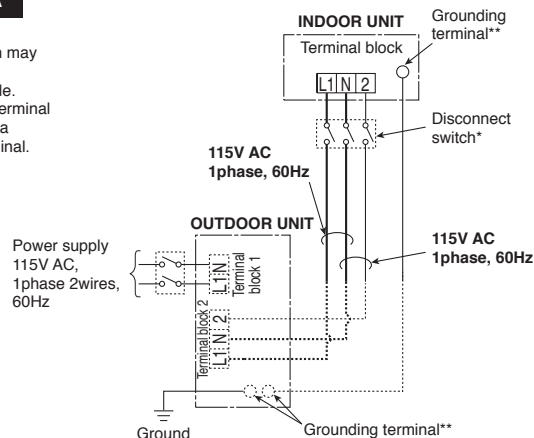 A
n may
le.
erminal
a
inal.
INDOOR UNIT
Terminal block
L1 N 2
Grounding
terminal**
Disconnect
switch*
115V AC
1phase, 60Hz
OUTDOOR UNIT
115V AC
1phase, 60Hz
Power supply
115V AC,
1phase 2wires,
60Hz
L1 N
Terminal
block 1
Terminal block 2
L1 N 2
Ground
Grounding terminal**